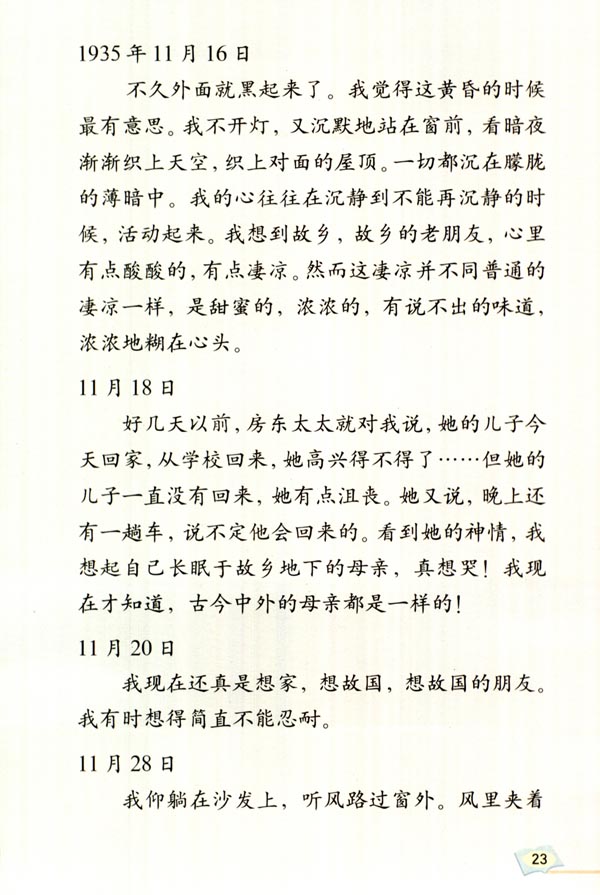 1935年11月16日
不久外面就黑起来了。我觉得这黄昏的时候
最有意思。我不开灯，又沉默地站在窗前，看暗夜
渐渐织上天空，织上对面的屋顶。一切都沉在朦胧
的薄暗中。我的心往往在沉静到不能再沉静的时
候，活动起来。我想到故乡，故乡的老朋友，心里
有点酸酸的，有点凄凉。然而这凄凉并不同普通的
凄凉一样，是甜蜜的，浓浓的，有说不出的味道，
浓浓地糊在心头。
11月18日
好几天以前，房东太太就对我说，她的儿子今
天回家，从学校回来，她高兴得不得了……但她的
儿子一直没有回来，她有点沮丧。她又说，晚上还
有一趟车，说不定他会回来的。看到她的神情，我
想起自己长眠于故乡地下的母亲，真想哭！我现
在才知道，古今中外的母亲都是一样的！
11月20日
我现在还真是想家，想故国，想故国的朋友。
我有时想得简直不能忍耐。
11月28日
我仰躺在沙发上，听风路过窗外。风里夹着
23